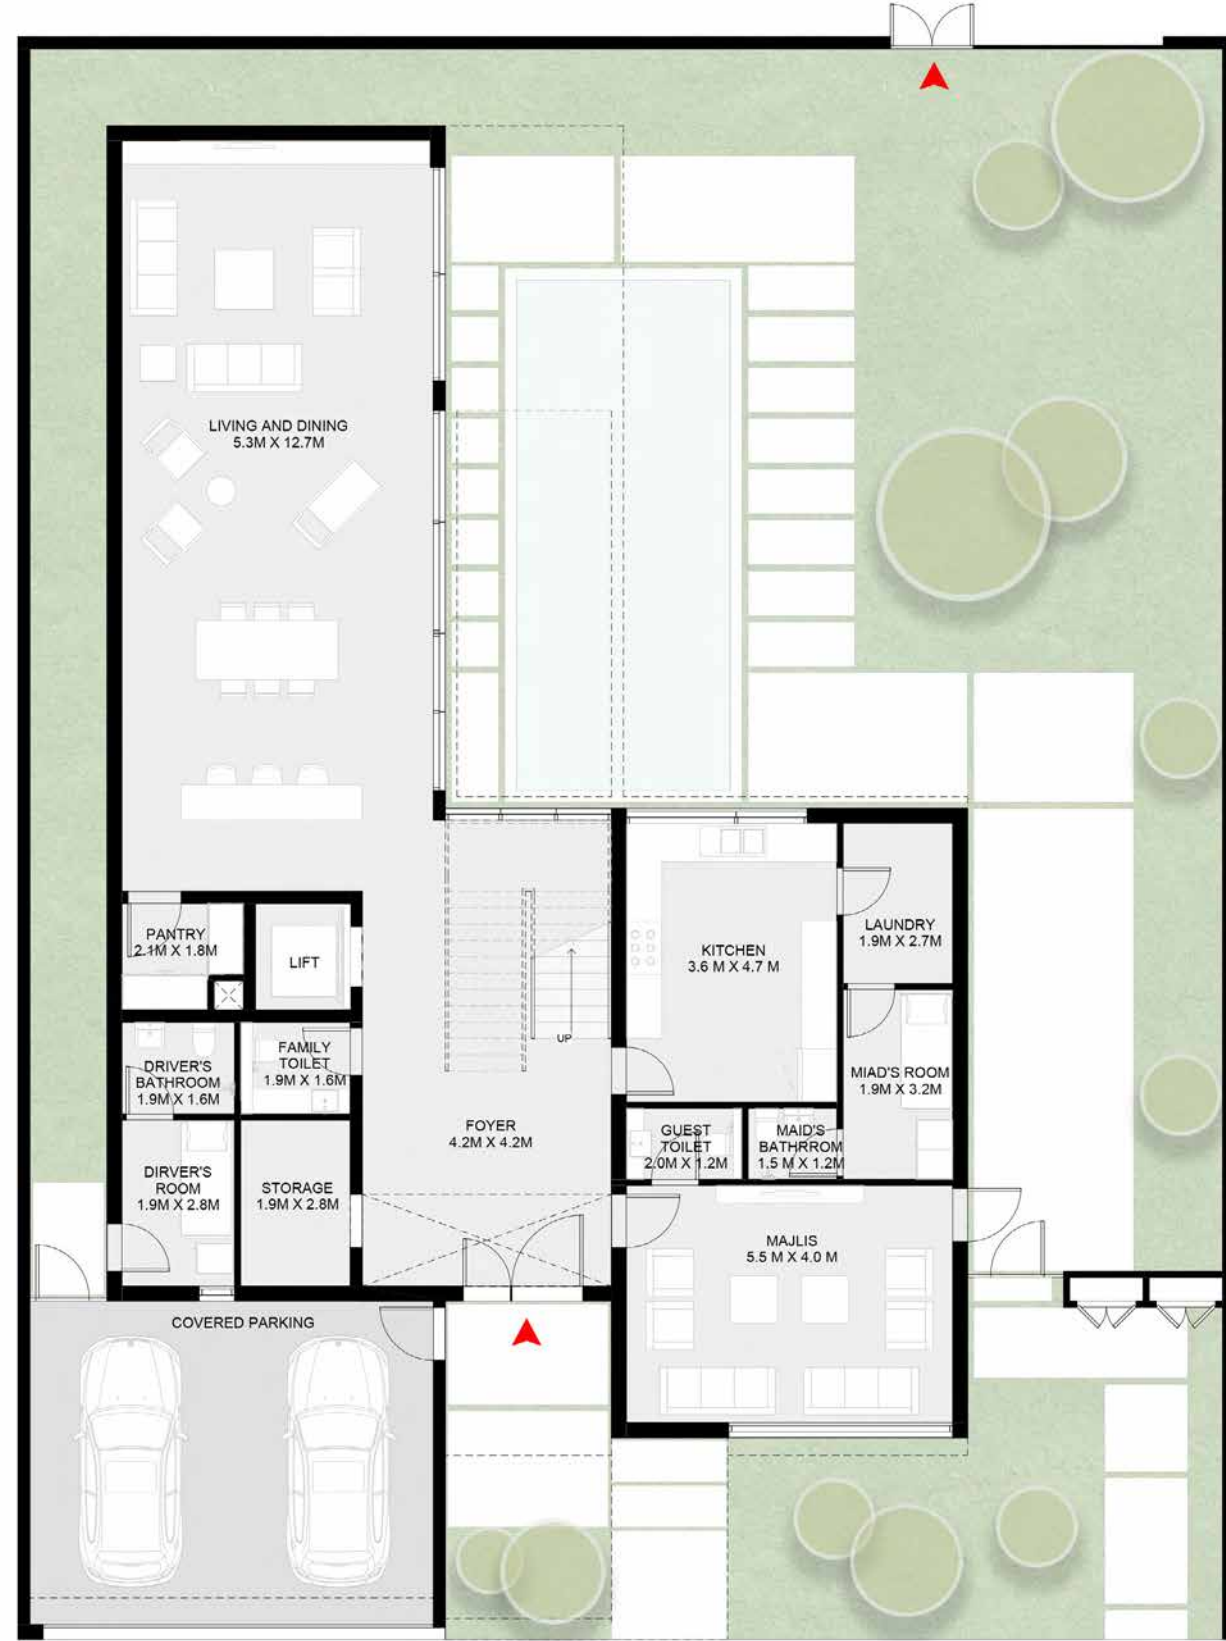 LIVING AND DINING
5.3M X 12.7M
PANTRY
2.1M X 1.8M
LIFT
KITCHEN
3.6 M X 4.7 M
LAUNDRY
1.9M X 2.7M
UP
DRIVER'S
BATHROOM
1.9M X 1.6M
FAMILY
TOILET
1.9M X 1.6M
MIAD'S ROOM
1.9M X 3.2M
FOYER
4.2M X 4.2M
GUEST
TOILET
2.0M X 1.2M
MAID'S
BATHRROM
1.5 M X 1.2M
DIRVER'S
ROOM
1.9M X 2.8M
STORAGE
1.9M X 2.8M
MAJLIS
5.5 M X 4.0 M
COVERED PARKING